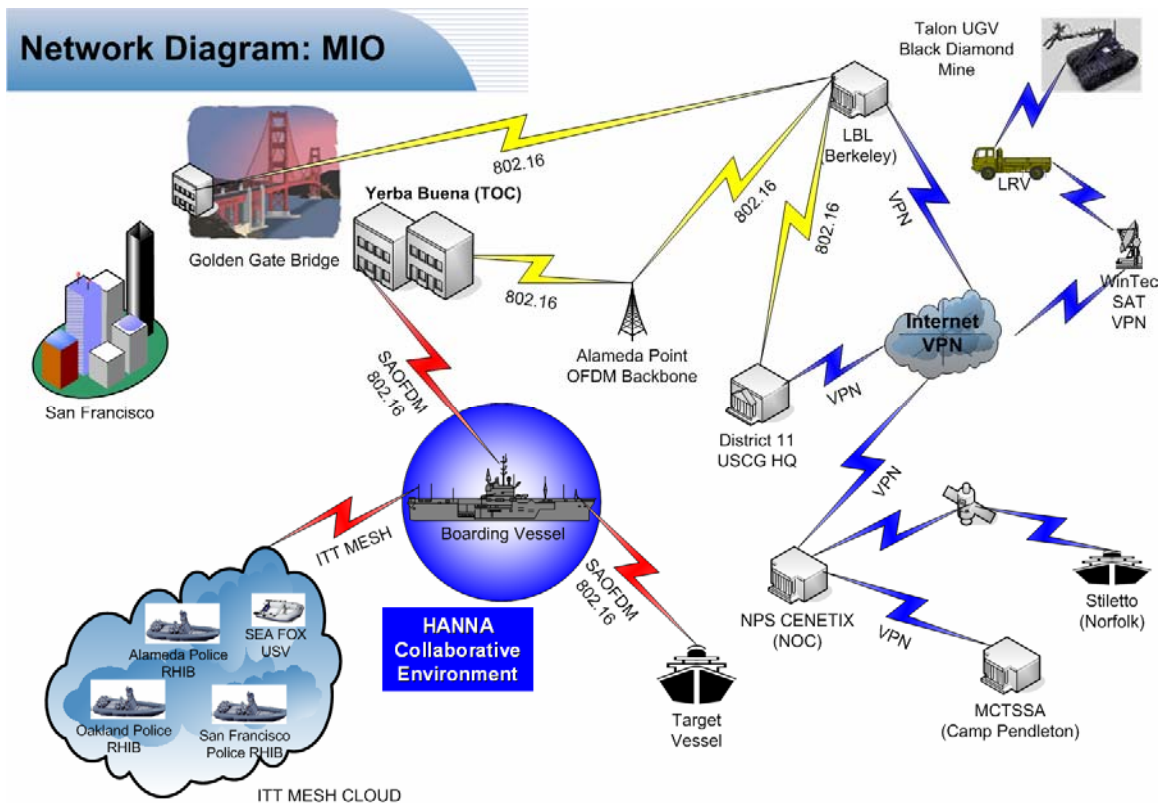 Network Diagram: MIO
Talon UGV
Black Diamond
Mine
LBL
(Berkeley)
LRV
802.16
Yerba Buena (TOC)
Golden Gate Bridge
802.16
802.16
802.16
VPN
WinTec
SAT
VPN
Internet
VPN
Alameda Point
OFDM Backbone
San Francisco
SAOFDM
802.16
VPN
District 11
USCG HQ
VPN
Boarding Vessel
ITT MESH
SAOFDM
802.16
HANNA
Collaborative
Environment
Alameda Police
RHIB
SEA FOX
USV
Oakland Police
RHIB
San Francisco
Police RHIB
ITT MESH CLOUD
Target
Vessel
NPS CENETIX
(NOC)
VPN
Stiletto
(Norfolk)
MCTSSA
(Camp Pendleton)